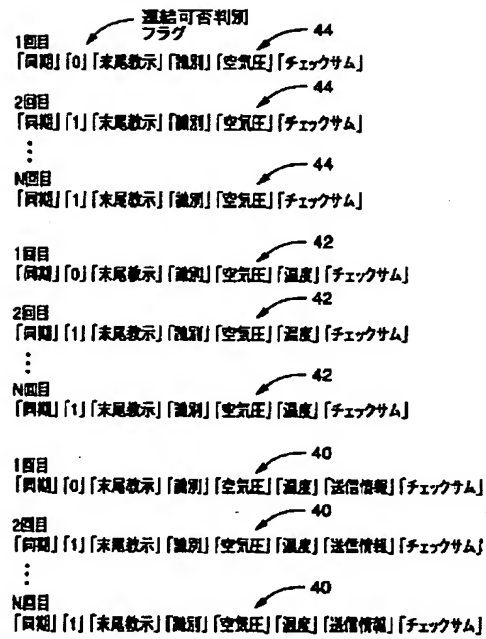 連結可否判別
フラグ
44
1回目
「同期」「0」「末尾教示」「識別」「空気圧」「チェックサム」
44
2回目
「同期」「1」「末尾教示」「識別」「空気圧」「チェックサム」
⋮
44
N回目
「同期」「1」「末尾教示」「識別」「空気圧」「チェックサム」
42
1回目
「同期」「0」「末尾教示」「識別」「空気圧」「温度」「チェックサム」
42
2回目
「同期」「1」「末尾教示」「識別」「空気圧」「温度」「チェックサム」
⋮
42
N回目
「同期」「1」「末尾教示」「識別」「空気圧」「温度」「チェックサム」
40
1回目
「同期」「0」「末尾教示」「識別」「空気圧」「温度」「送信情報」「チェックサム」
40
2回目
「同期」「1」「末尾教示」「識別」「空気圧」「温度」「送信情報」「チェックサム」
⋮
40
N回目
「同期」「1」「末尾教示」「識別」「空気圧」「温度」「送信情報」「チェックサム」